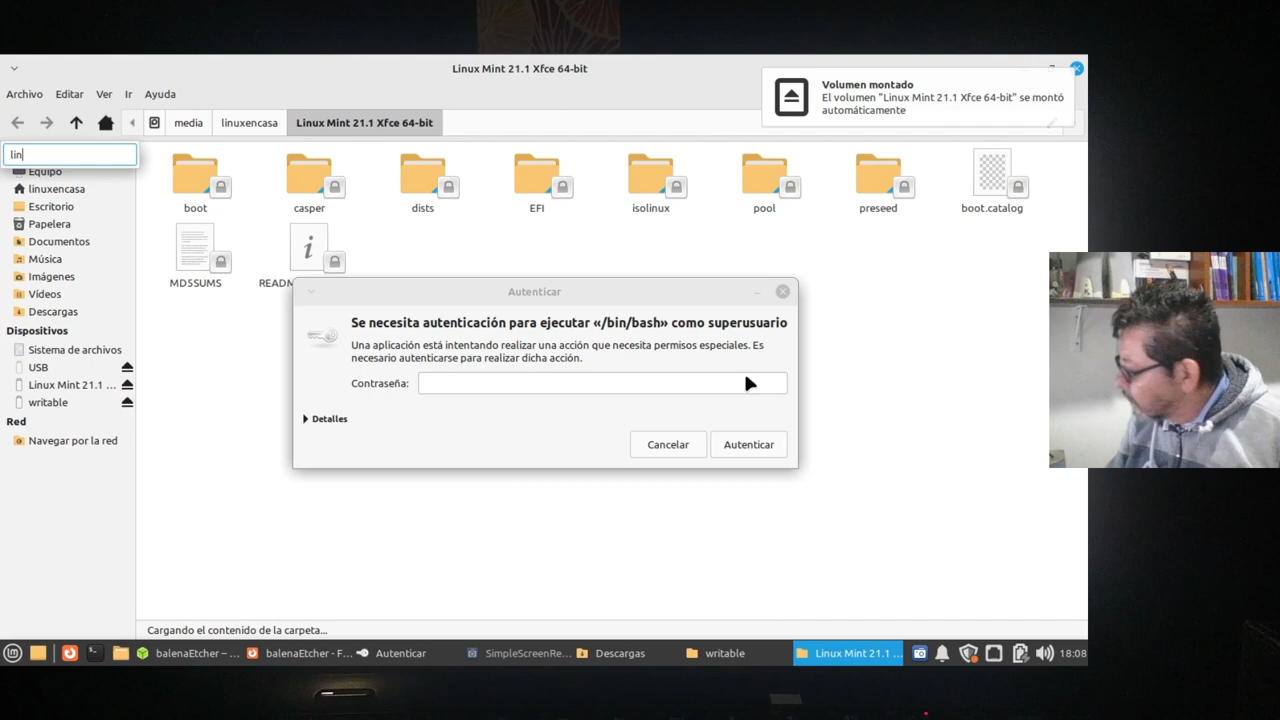 Linux Mint 21.1 Xfce 64-bit
Volumen montado
El volumen "Linux Mint 21.1 Xfce 64-bit" se montó
automáticamente
Archivo Editar Ver Ir Ayuda
media linuxencasa Linux Mint 21.1 Xfce 64-bit
lin
Equipo
linuxencasa
Escritorio
Papelera
Documentos
Música
Imágenes
Vídeos
Descargas
Dispositivos
Sistema de archivos
USB
Linux Mint 21.1 ...
writable
Red
Navegar por la red
boot casper dists EFI isolinux pool preseed boot.catalog
MD5SUMS READM
Autenticar
Se necesita autenticación para ejecutar «/bin/bash» como superusuario
Una aplicación está intentando realizar una acción que necesita permisos especiales. Es
necesario autenticarse para realizar dicha acción.
Contraseña:
Detalles
Cancelar Autenticar
Cargando el contenido de la carpeta...
balenaEtcher – ... balenaEtcher - F... Autenticar SimpleScreenRe... Descargas writable Linux Mint 21.1 ... 18:08